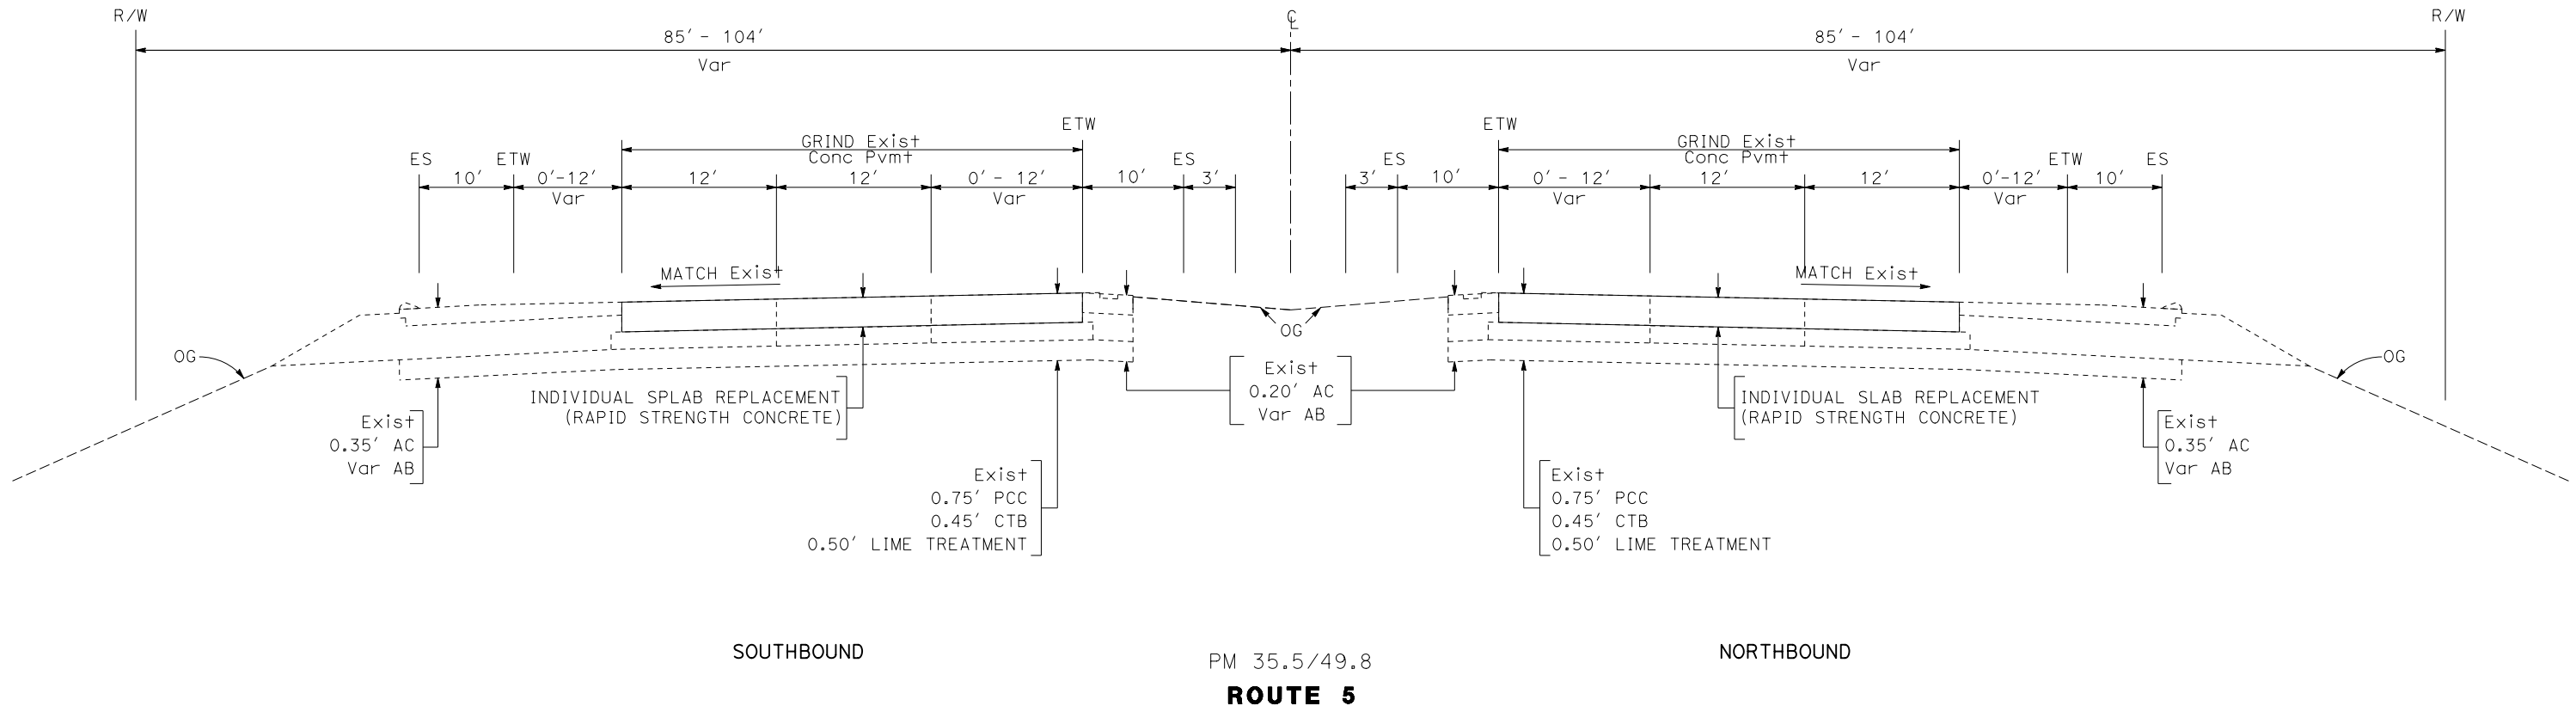 R/W
℄
R/W
85' - 104'
Var
85' - 104'
Var
ETW
ETW
GRIND Exist
Conc Pvmt
GRIND Exist
Conc Pvmt
ES
ETW
ES
ES
ETW
ES
10'
0'-12'
Var
12'
12'
0' - 12'
Var
10'
3'
3'
10'
0' - 12'
Var
12'
12'
0'-12'
Var
10'
MATCH Exist
MATCH Exist
OG
OG
OG
INDIVIDUAL SPLAB REPLACEMENT
(RAPID STRENGTH CONCRETE)
Exist
0.20' AC
Var AB
INDIVIDUAL SLAB REPLACEMENT
(RAPID STRENGTH CONCRETE)
Exist
0.35' AC
Var AB
Exist
0.35' AC
Var AB
Exist
0.75' PCC
0.45' CTB
0.50' LIME TREATMENT
Exist
0.75' PCC
0.45' CTB
0.50' LIME TREATMENT
SOUTHBOUND
NORTHBOUND
PM 35.5/49.8
ROUTE 5